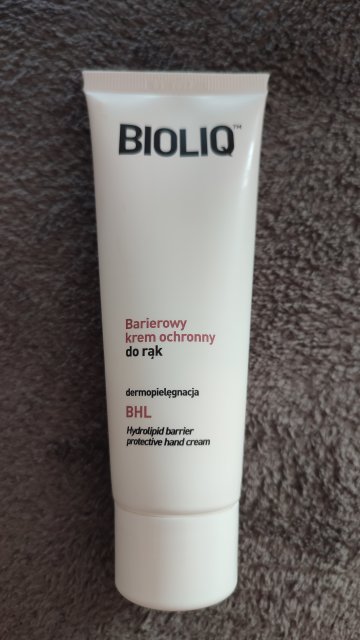 BIOLIQ™
Barierowy
krem ochronny
do rąk
dermopielęgnacja
BHL
Hydrolipid barrier
protective hand cream